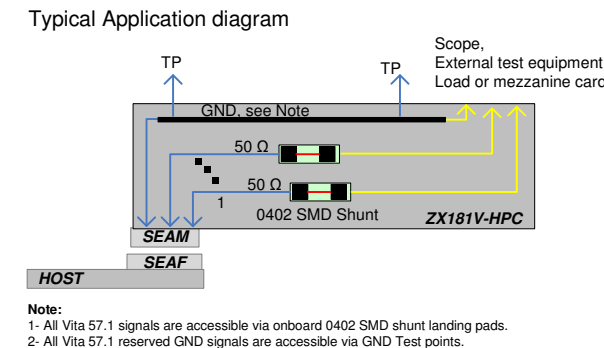 Typical Application diagram
Scope,
External test equipment
Load or mezzanine card
TP
TP
GND, see Note
50 Ω
50 Ω
1
0402 SMD Shunt
ZX181V-HPC
SEAM
SEAF
HOST
Note:
1- All Vita 57.1 signals are accessible via onboard 0402 SMD shunt landing pads.
2- All Vita 57.1 reserved GND signals are accessible via GND Test points.